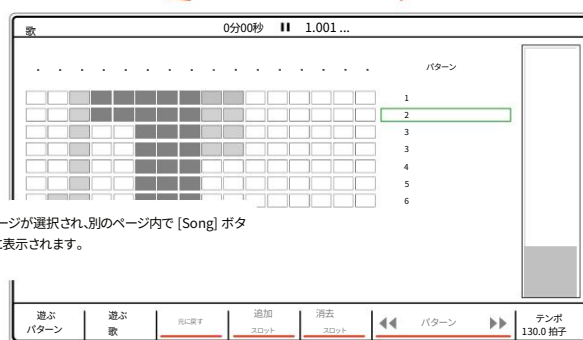 歌 0分00秒 1.001 ...
パターン
1
2
3
3
4
5
6
ージが選択され、別のページ内で [Song] ボタ
に表示されます。
遊ぶ 遊ぶ 元に戻す 追加 消去 パターン テンポ
パターン 歌 スロット スロット 130.0 拍子